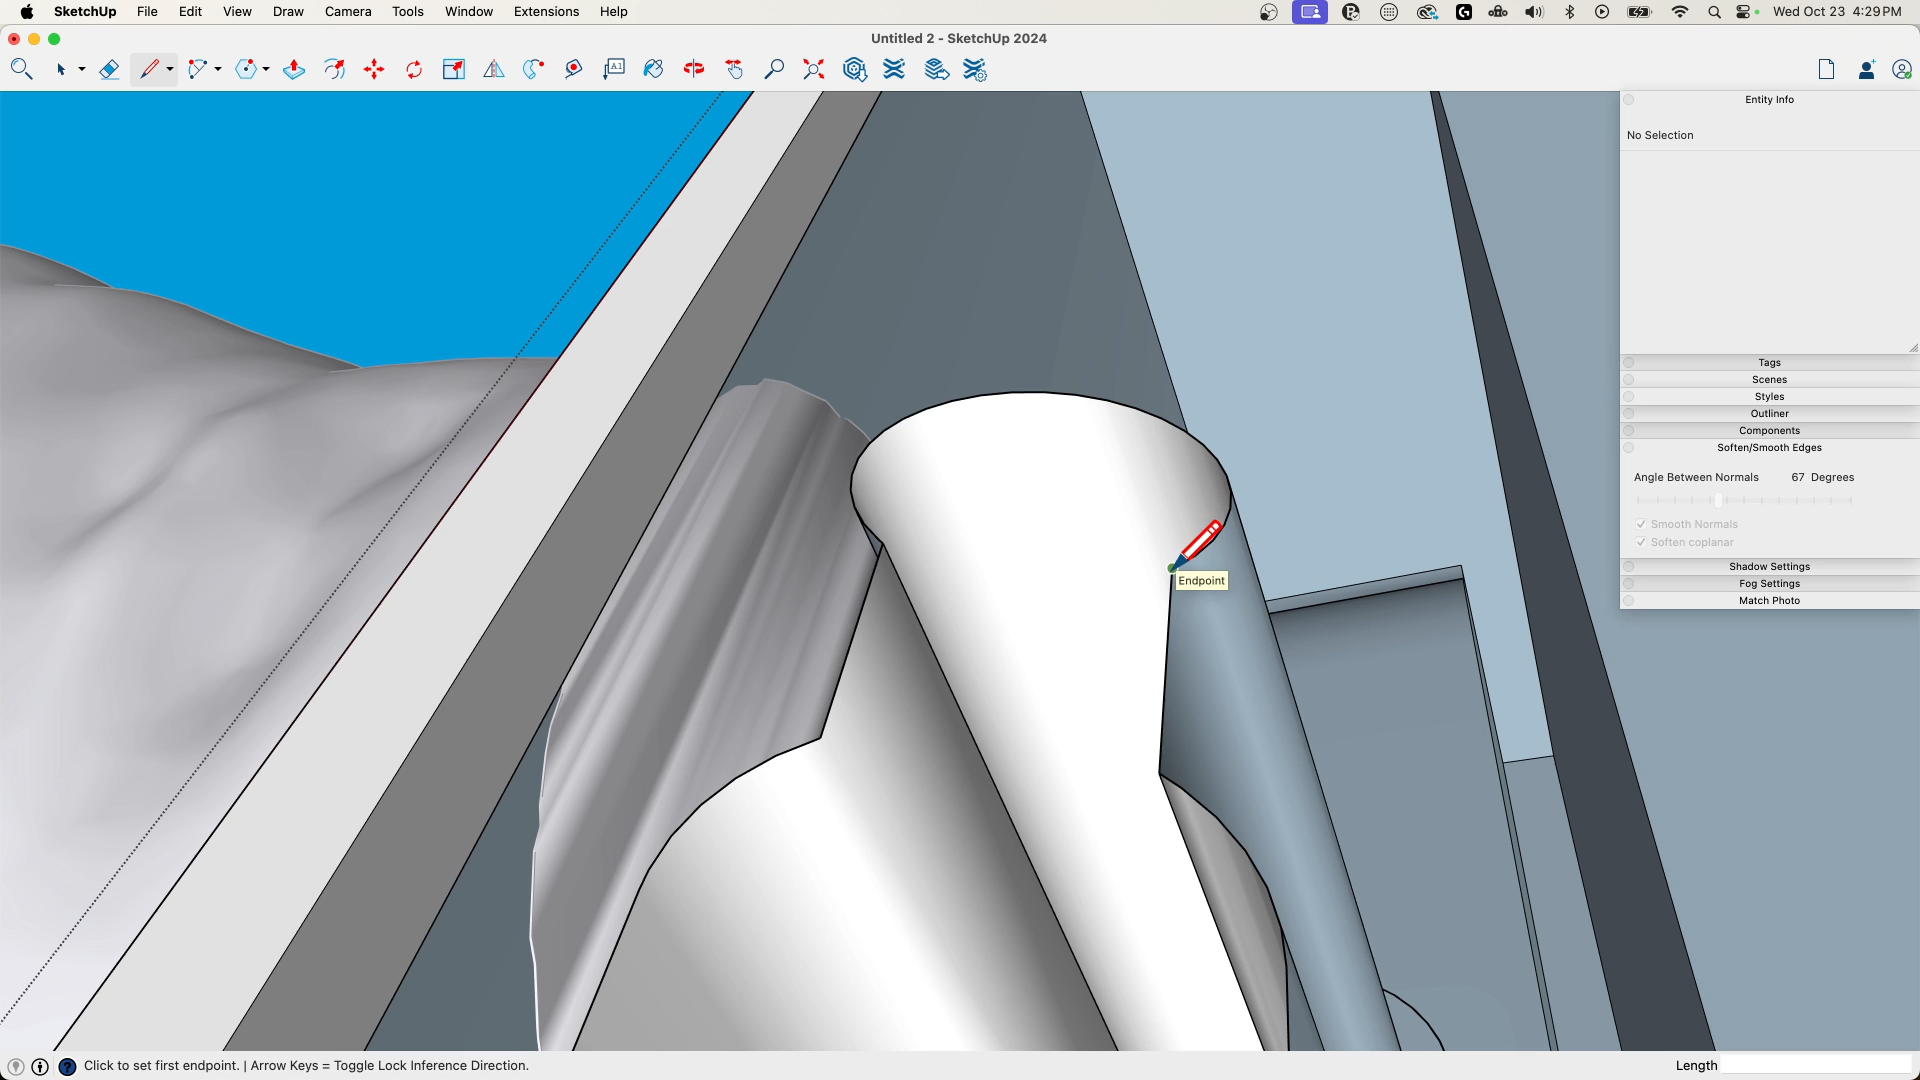 SketchUp File Edit View Draw Camera Tools Window Extensions Help Wed Oct 23 4:29 PM
Untitled 2 - SketchUp 2024
A1
Entity Info
No Selection
Tags
Scenes
Styles
Outliner
Components
Soften/Smooth Edges
Angle Between Normals 67 Degrees
Smooth Normals
Soften coplanar
Shadow Settings
Fog Settings
Match Photo
Endpoint
Click to set first endpoint. | Arrow Keys = Toggle Lock Inference Direction.
Length